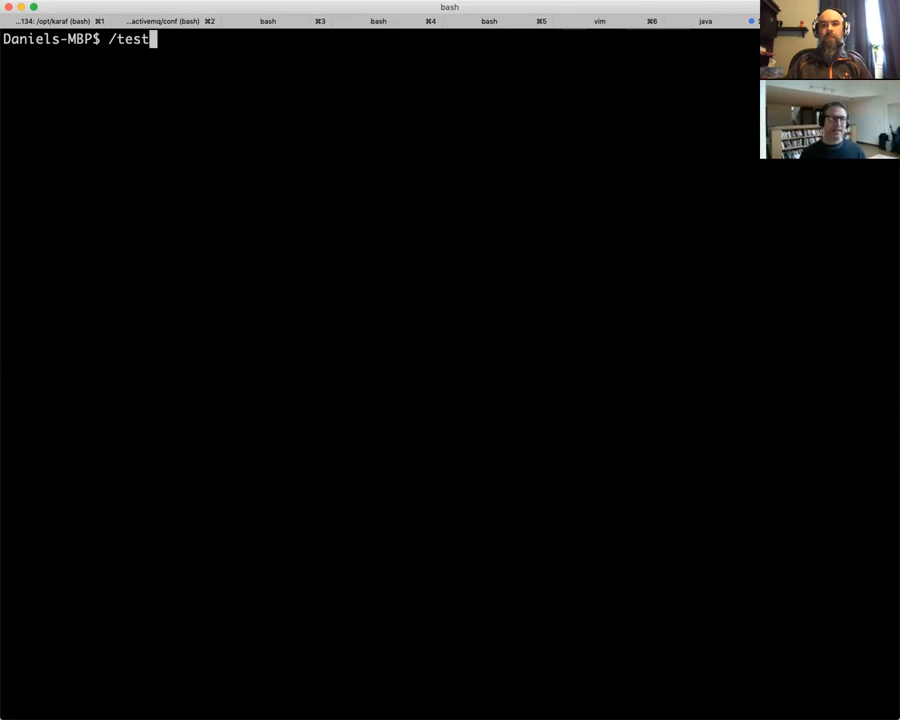 bash
...134: /opt/karaf (bash) ⌘1 ...activemq/conf (bash) ⌘2 bash ⌘3 bash ⌘4 bash ⌘5 vim ⌘6 java
Daniels-MBP$ /test